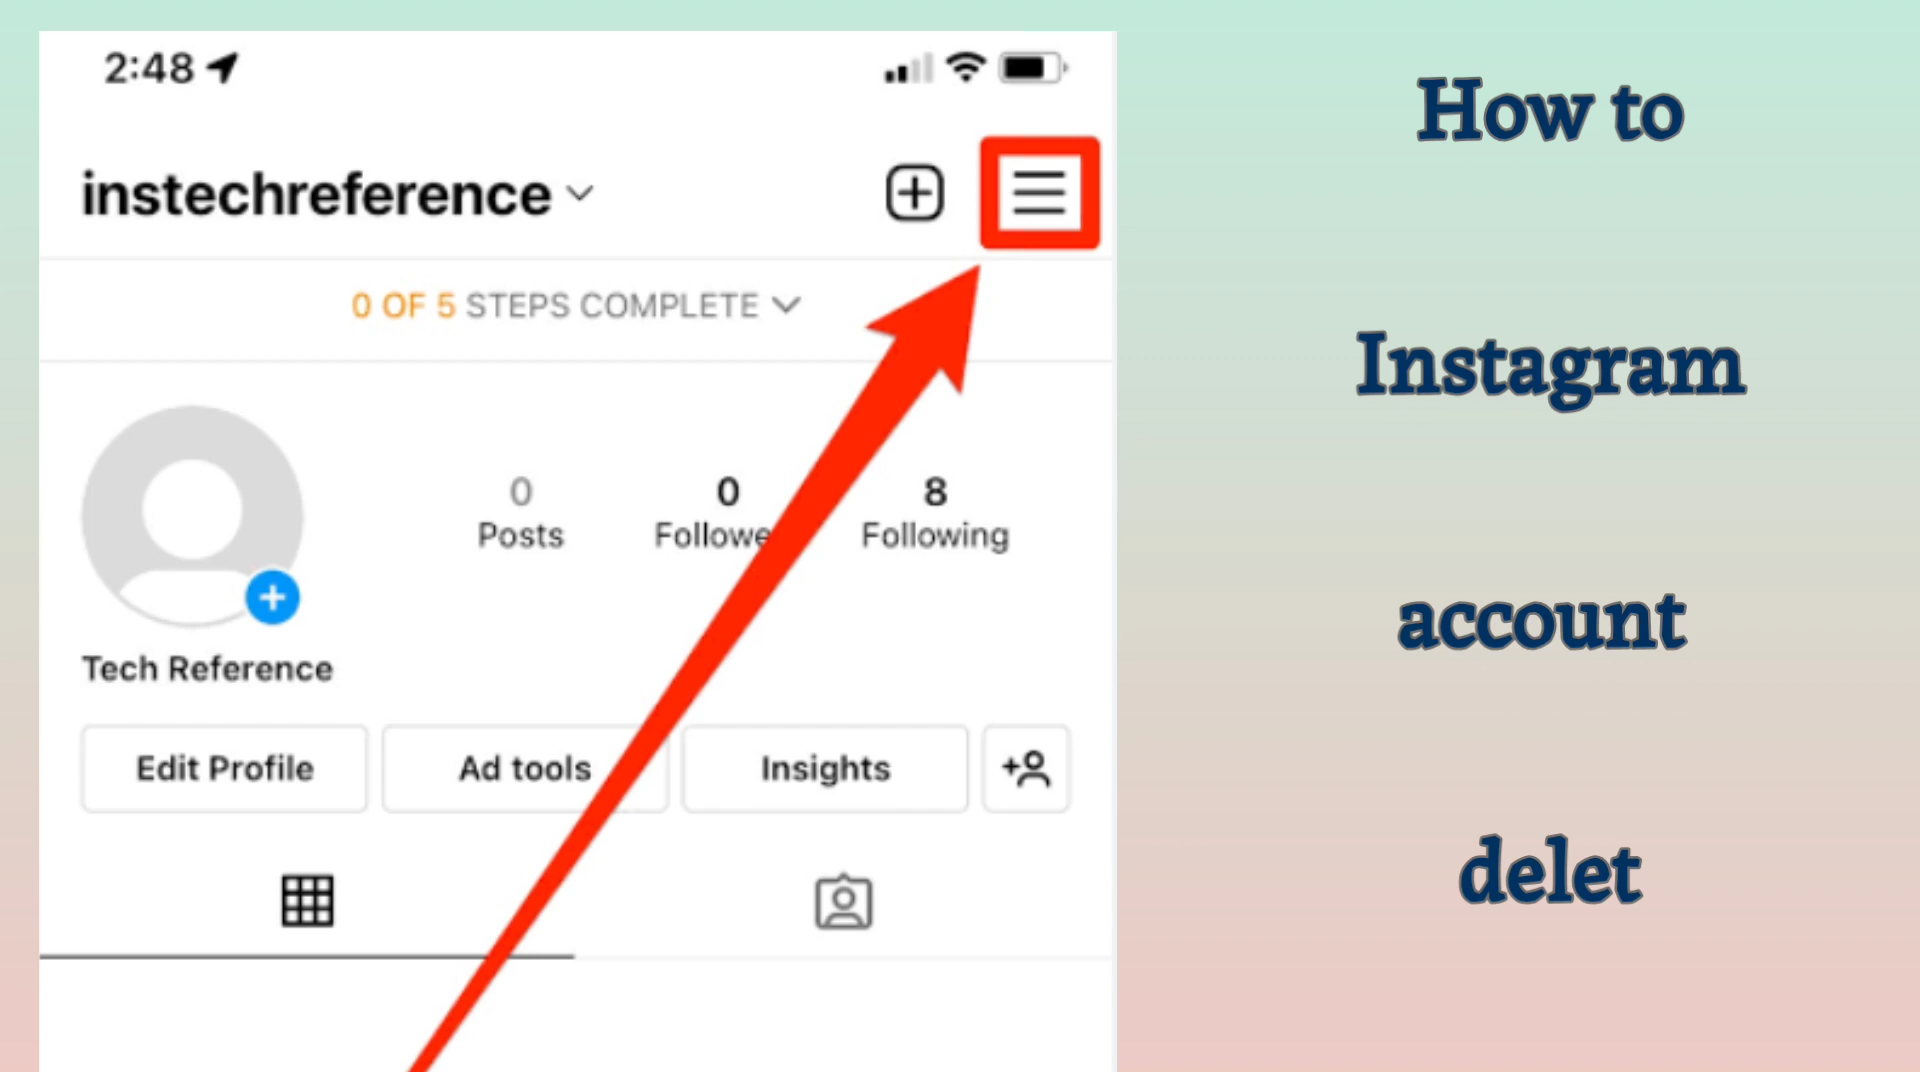 2:48
instechreference
0 OF 5 STEPS COMPLETE
0 0 8
Posts Followe Following
Tech Reference
Edit Profile Ad tools Insights
How to
Instagram
account
delet